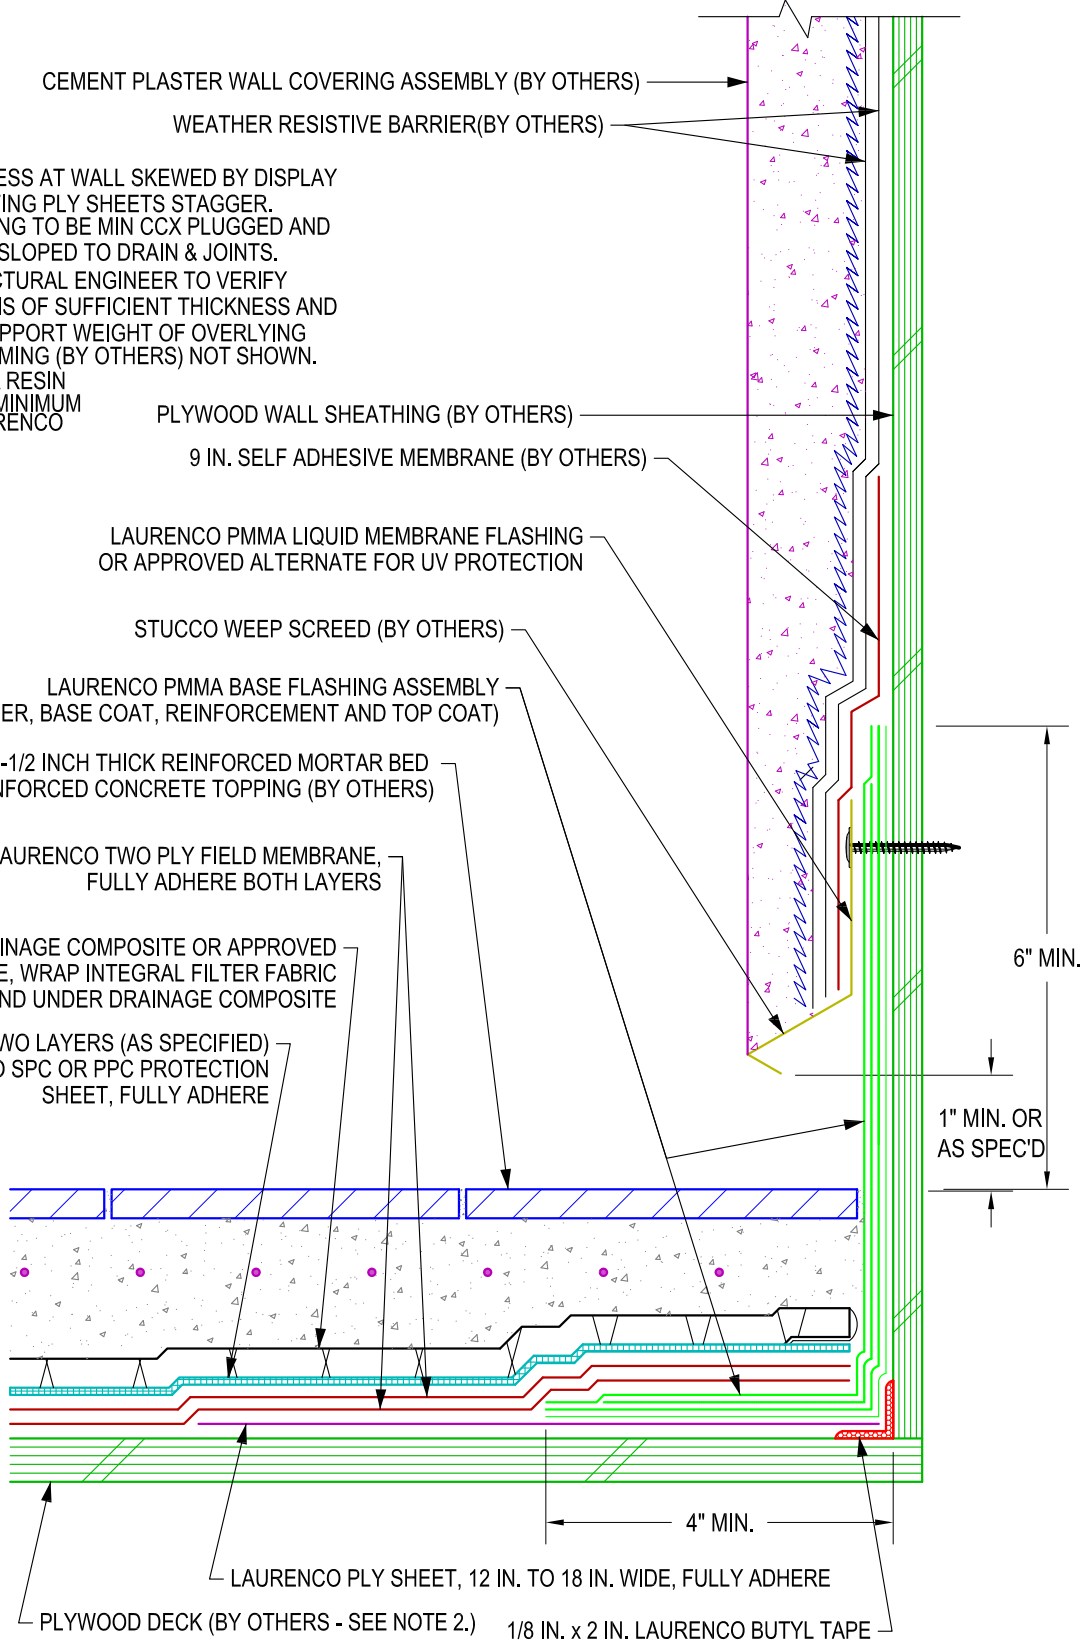 CEMENT PLASTER WALL COVERING ASSEMBLY (BY OTHERS)
WEATHER RESISTIVE BARRIER(BY OTHERS)
ESS AT WALL SKEWED BY DISPLAY
ING PLY SHEETS STAGGER.
NG TO BE MIN CCX PLUGGED AND
SLOPED TO DRAIN & JOINTS.
CTURAL ENGINEER TO VERIFY
IS OF SUFFICIENT THICKNESS AND
PPORT WEIGHT OF OVERLYING
MING (BY OTHERS) NOT SHOWN.
RESIN
MINIMUM
RENCO
PLYWOOD WALL SHEATHING (BY OTHERS)
9 IN. SELF ADHESIVE MEMBRANE (BY OTHERS)
LAURENCO PMMA LIQUID MEMBRANE FLASHING
OR APPROVED ALTERNATE FOR UV PROTECTION
STUCCO WEEP SCREED (BY OTHERS)
LAURENCO PMMA BASE FLASHING ASSEMBLY
ER, BASE COAT, REINFORCEMENT AND TOP COAT)
-1/2 INCH THICK REINFORCED MORTAR BED
NFORCED CONCRETE TOPPING (BY OTHERS)
AURENCO TWO PLY FIELD MEMBRANE,
FULLY ADHERE BOTH LAYERS
INAGE COMPOSITE OR APPROVED
E, WRAP INTEGRAL FILTER FABRIC
ND UNDER DRAINAGE COMPOSITE
6" MIN.
WO LAYERS (AS SPECIFIED)
O SPC OR PPC PROTECTION
SHEET, FULLY ADHERE
1" MIN. OR
AS SPEC'D
4" MIN.
LAURENCO PLY SHEET, 12 IN. TO 18 IN. WIDE, FULLY ADHERE
PLYWOOD DECK (BY OTHERS - SEE NOTE 2.)
1/8 IN. x 2 IN. LAURENCO BUTYL TAPE